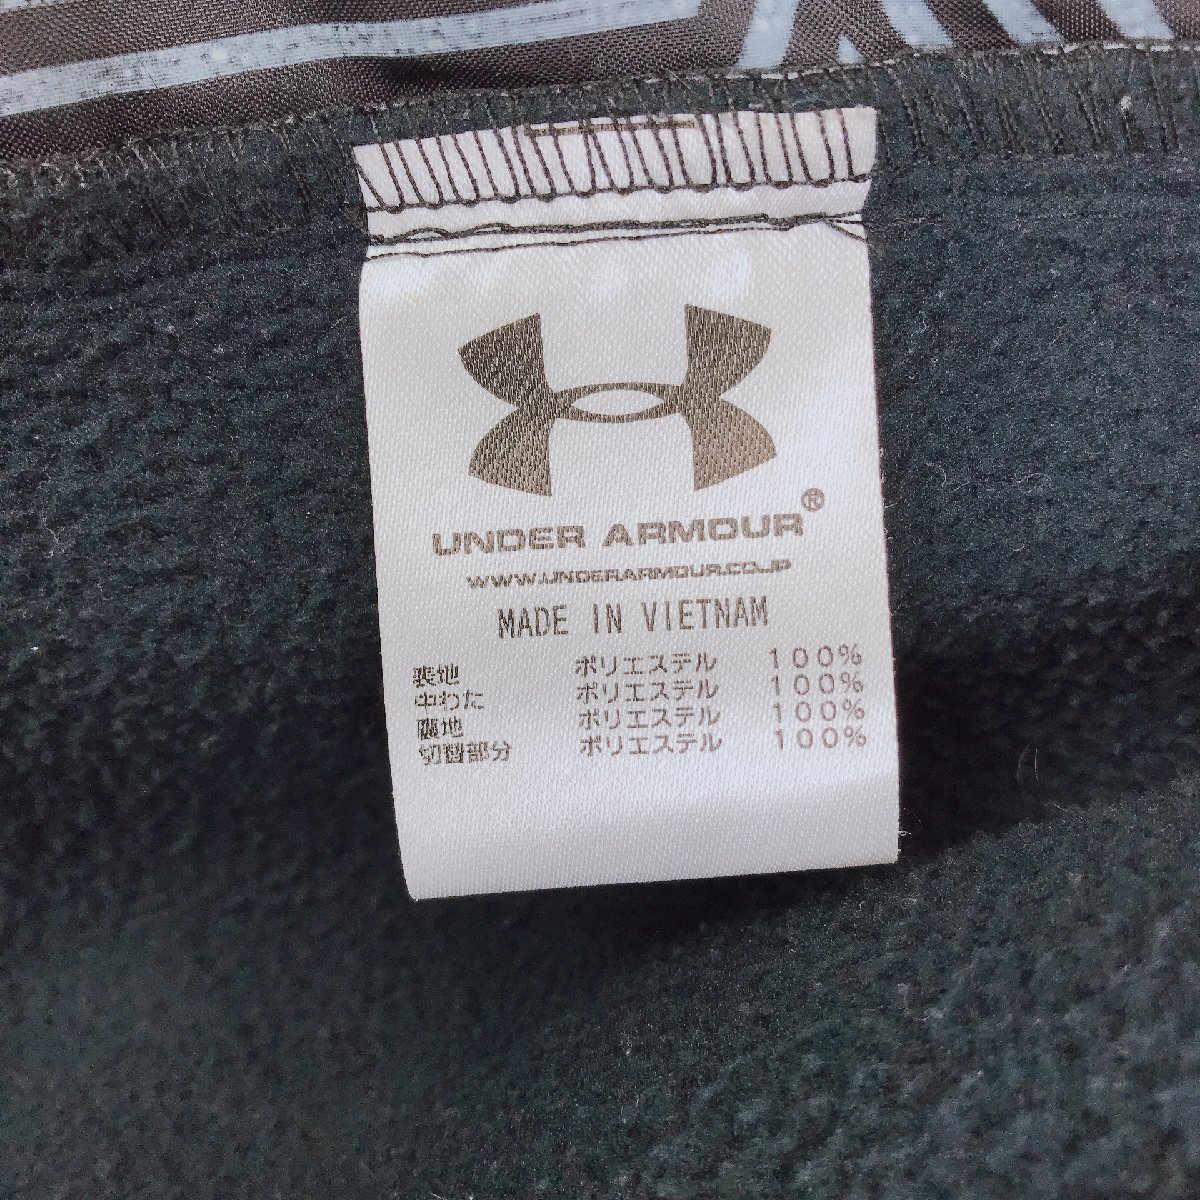 UNDER ARMOUR®
WWW.UNDERARMOUR.CO.JP
MADE IN VIETNAM
表地 ポリエステル 100%
中わた ポリエステル 100%
裏地 ポリエステル 100%
切替部分 ポリエステル 100%